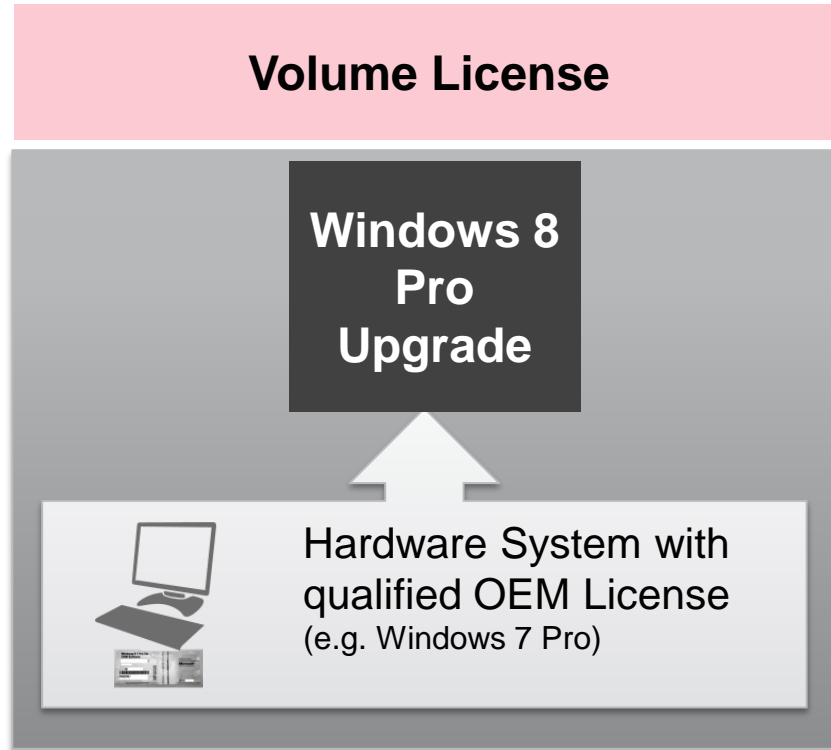 Volume License
Windows 8
Pro
Upgrade
Hardware System with
qualified OEM License
(e.g. Windows 7 Pro)